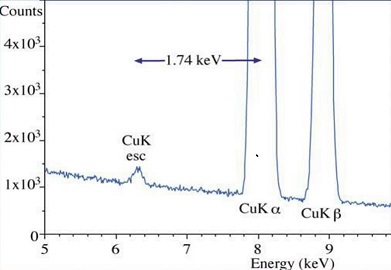 Counts
4x10³
3x10³
2x10³
1x10³
0
1.74 keV
CuK
esc
CuK α
CuK β
5
6
7
8
9
Energy (keV)